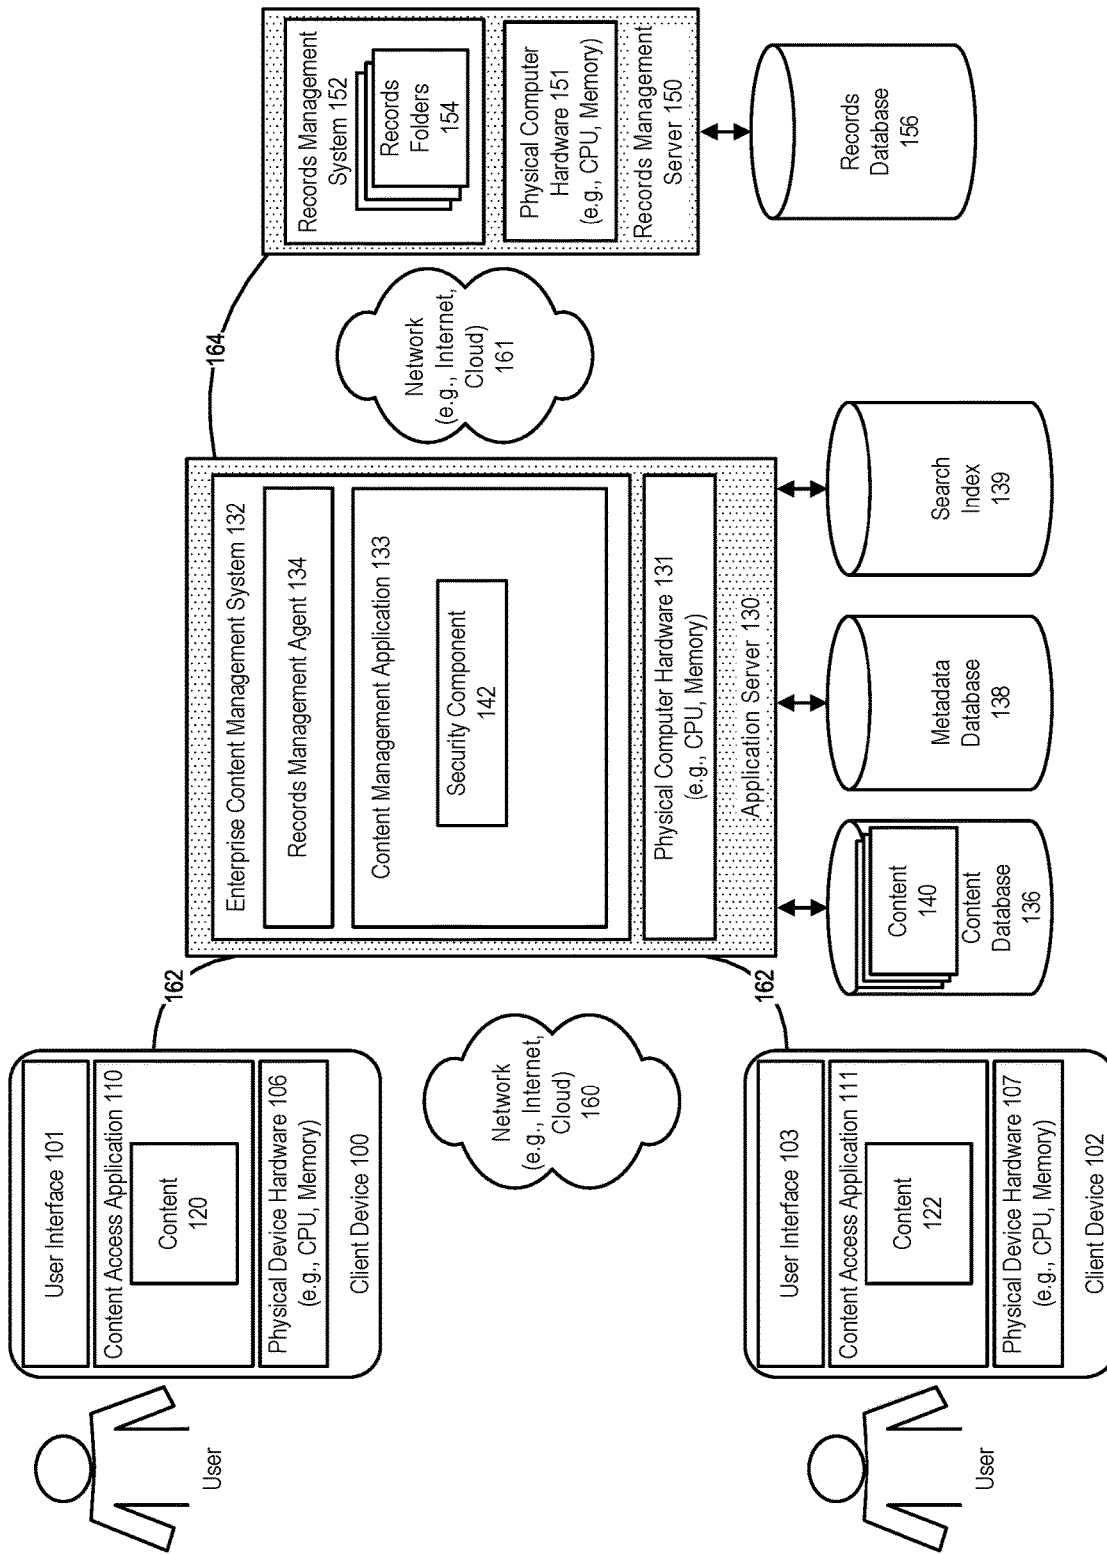 User
User Interface 101
Content Access Application 110
Content
120
Physical Device Hardware 106
(e.g., CPU, Memory)
Client Device 100
User
User Interface 103
Content Access Application 111
Content
122
Physical Device Hardware 107
(e.g., CPU, Memory)
Client Device 102
162
162
Network
(e.g., Internet,
Cloud)
160
Enterprise Content Management System 132
Records Management Agent 134
Content Management Application 133
Security Component
142
Physical Computer Hardware 131
(e.g., CPU, Memory)
Application Server 130
Content
140
Content
Database
136
Metadata
Database
138
Search
Index
139
164
Network
(e.g., Internet,
Cloud)
161
Records Management
System 152
Records
Folders
154
Physical Computer
Hardware 151
(e.g., CPU, Memory)
Records Management
Server 150
Records
Database
156